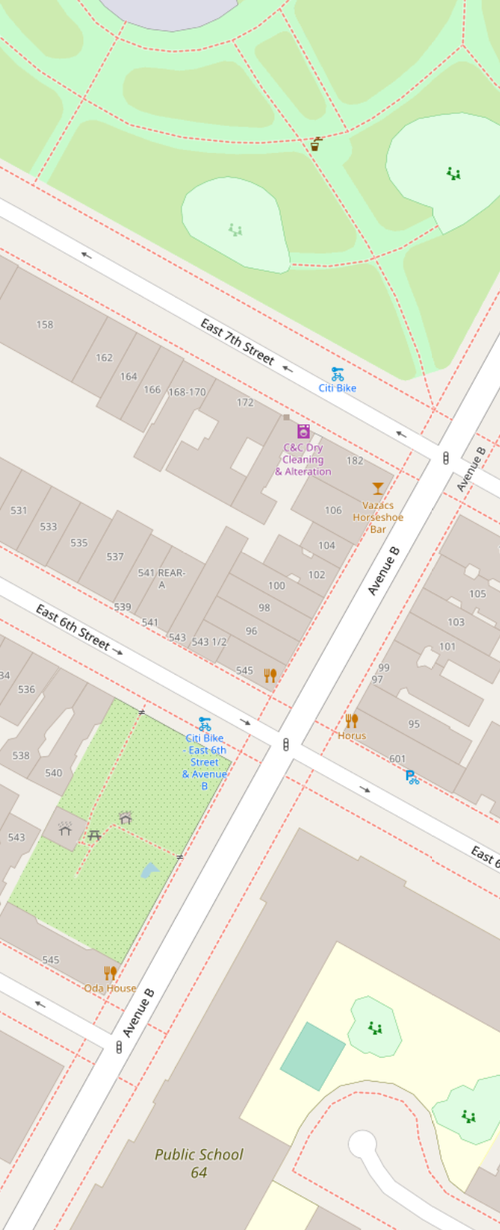 158
162
164
166
168-170
East 7th Street
Citi Bike
172
C&C Dry
Cleaning
& Alteration
182
Avenue B
Vazacs
Horseshoe
Bar
106
531
533
535
537
541 REAR-
A
104
102
100
98
96
Avenue B
105
103
101
99
97
539
541
543
543 1/2
545
East 6th Street
34
536
538
540
Citi Bike
- East 6th
Street
& Avenue
B
Horus
95
601
East 6
543
545
Oda House
Avenue B
Public School
64